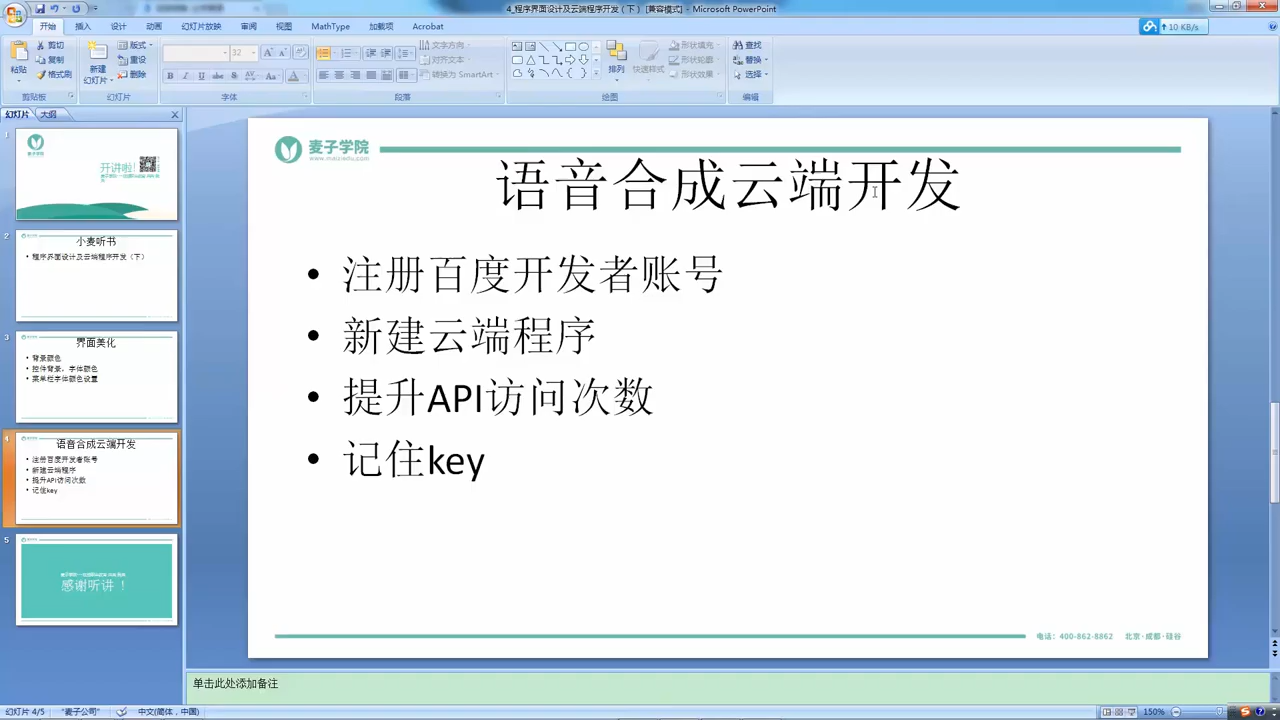 4_程序界面设计及云端程序开发（下）[兼容模式] - Microsoft PowerPoint
开始 插入 设计 动画 幻灯片放映 审阅 视图 MathType 加载项 Acrobat
10 KB/s
粘贴
剪切
复制
格式刷
剪贴板
新建
幻灯片
版式
重设
删除
幻灯片
32
字体
文字方向
对齐文本
转换为 SmartArt
段落
排列
快速样式
形状填充
形状轮廓
形状效果
绘图
查找
替换
选择
编辑
幻灯片 大纲
1
麦子学院
开讲啦!
2
小麦听书
• 程序界面设计及云端程序开发（下）
3
界面美化
• 背景颜色
• 控件背景，字体颜色
• 菜单栏字体颜色设置
4
语音合成云端开发
• 注册百度开发者账号
• 新建云端程序
• 提升API访问次数
• 记住key
5
感谢听讲 !
麦子学院
www.maiziedu.com
语音合成云端开发
• 注册百度开发者账号
• 新建云端程序
• 提升API访问次数
• 记住key
电话：400-862-8862 北京·成都·硅谷
单击此处添加备注
幻灯片 4/5 "麦子公司" 中文(简体，中国) 150%